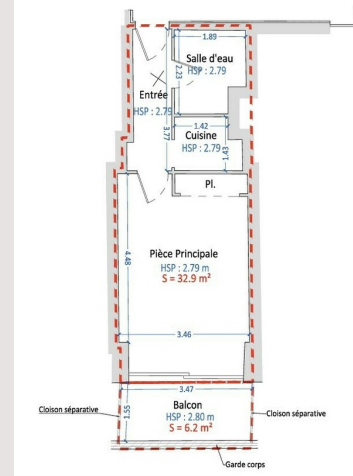 1.89
Salle d'eau
HSP : 2.79
2.23
Entrée
HSP : 2.79
3.77
1.42
Cuisine
HSP : 2.79
1.43
Pl.
4.48
Pièce Principale
HSP : 2.79 m
S = 32.9 m²
3.46
3.47
Balcon
HSP : 2.80 m
S = 6.2 m²
1.55
Cloison séparative
Cloison séparative
Garde corps